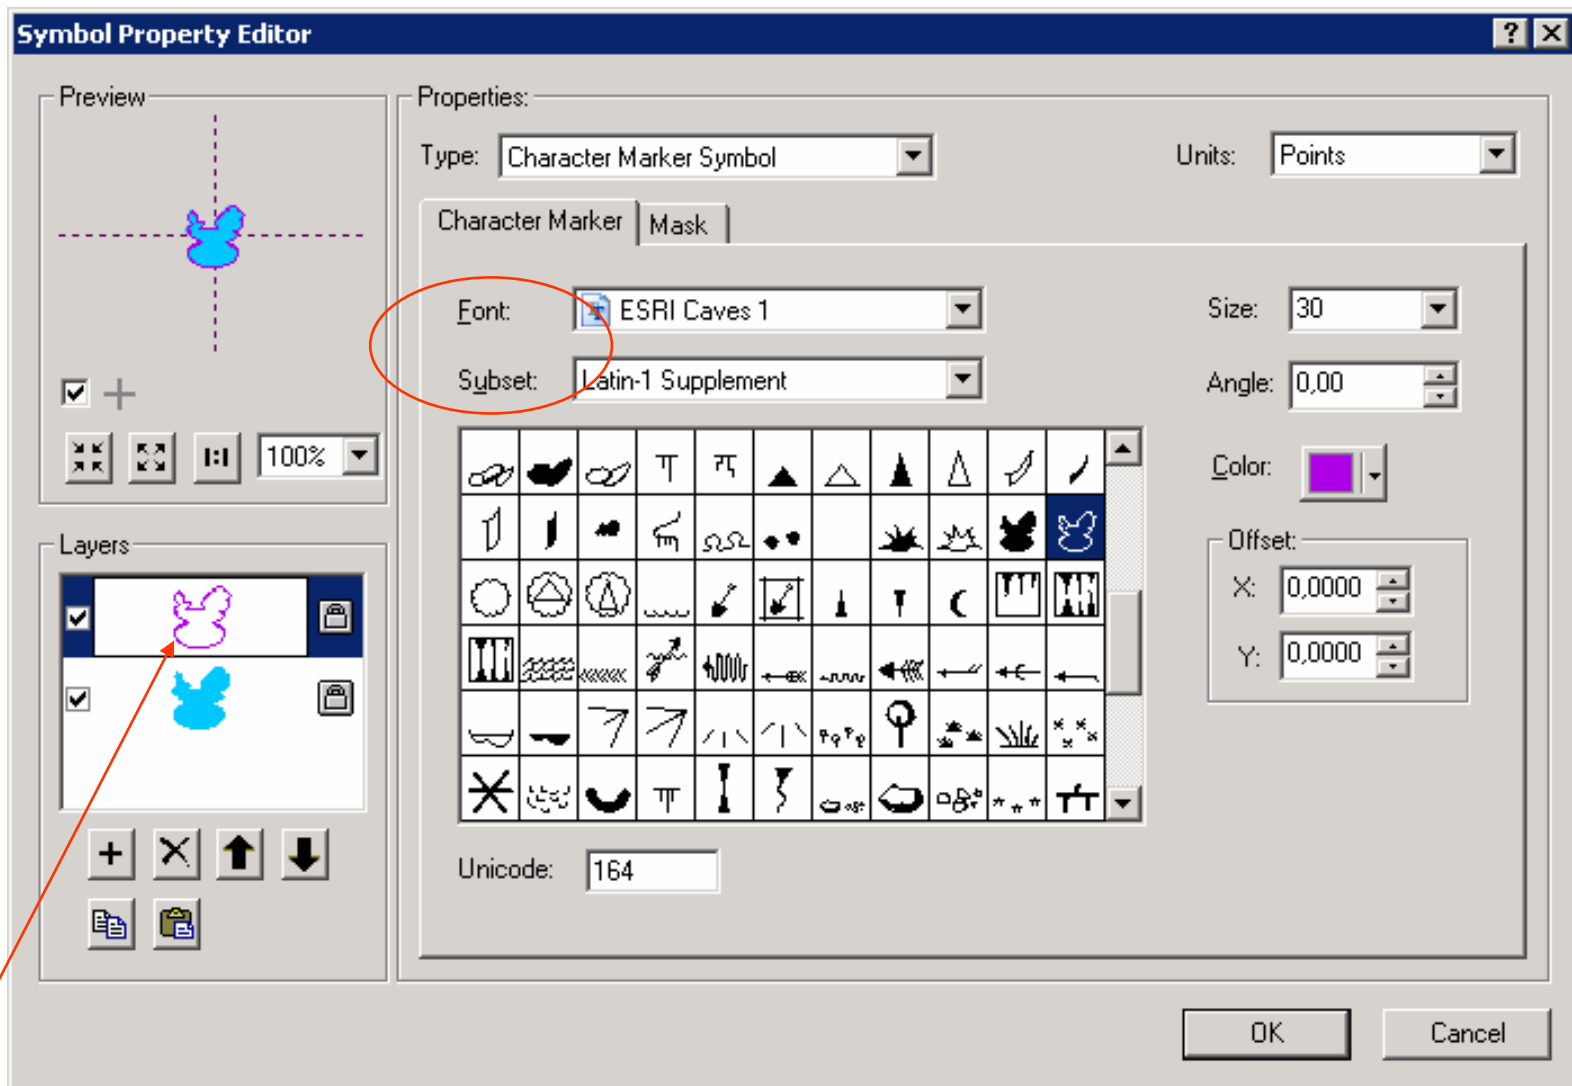 Symbol Property Editor
Preview
Properties:
Type: Character Marker Symbol
Units: Points
Character Marker
Mask
Font: ESRI Caves 1
Size: 30
Subset: Latin-1 Supplement
Angle: 0,00
1:1
100%
Color:
Layers
Offset:
X: 0,0000
Y: 0,0000
Unicode: 164
OK
Cancel